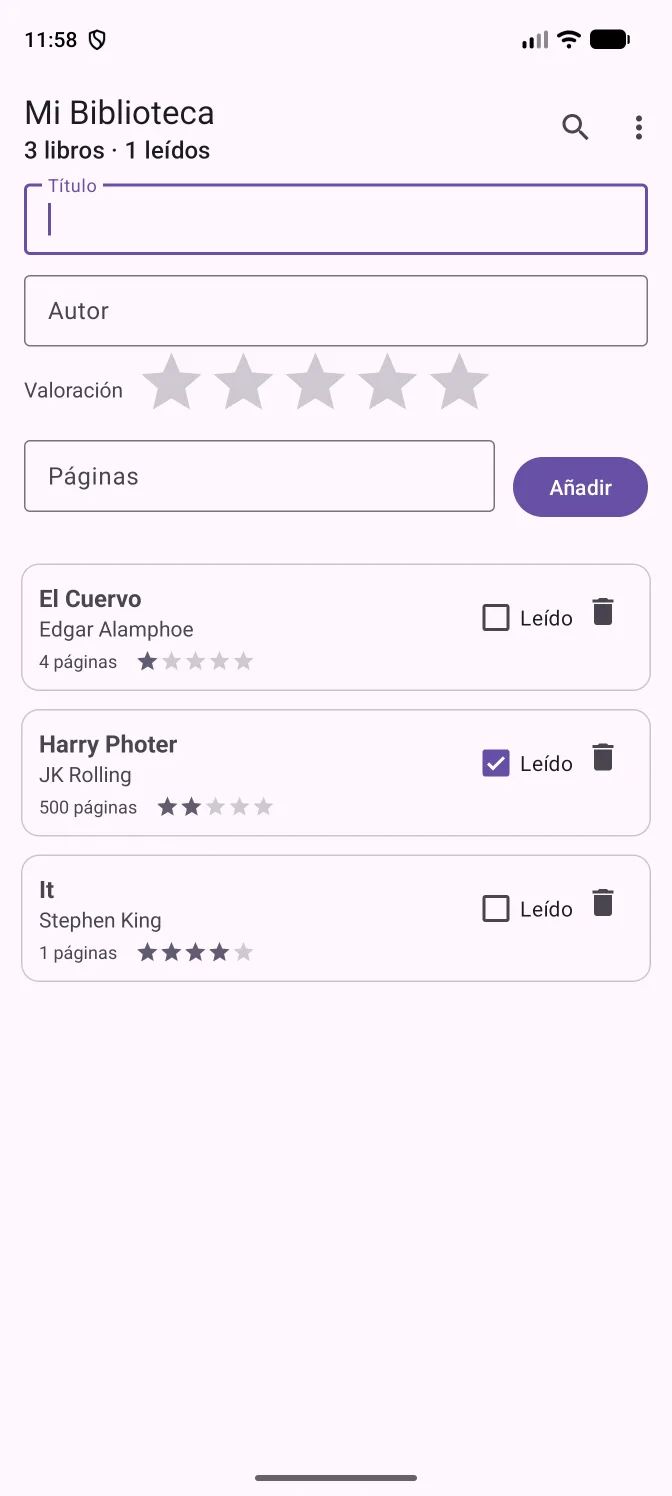 11:58
Mi Biblioteca
3 libros · 1 leídos
Título
Autor
Valoración
Páginas
Añadir
El Cuervo
Edgar Alamphoe
4 páginas
Leído
Harry Photer
JK Rolling
500 páginas
Leído
It
Stephen King
1 páginas
Leído